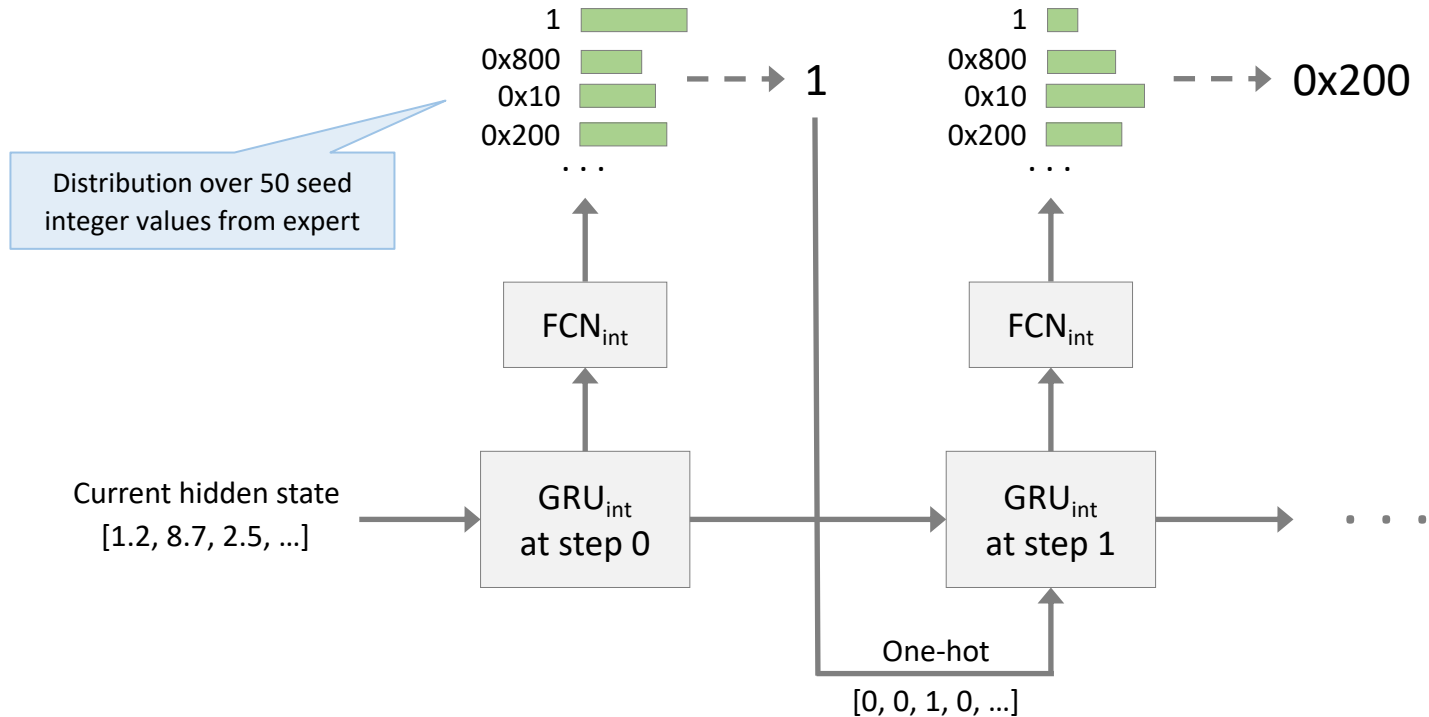 1
0x800
0x10
0x200
. . .
1
1
0x800
0x10
0x200
. . .
0x200
Distribution over 50 seed
integer values from expert
FCNint
FCNint
Current hidden state
[1.2, 8.7, 2.5, …]
GRUint
at step 0
GRUint
at step 1
. . .
One-hot
[0, 0, 1, 0, …]